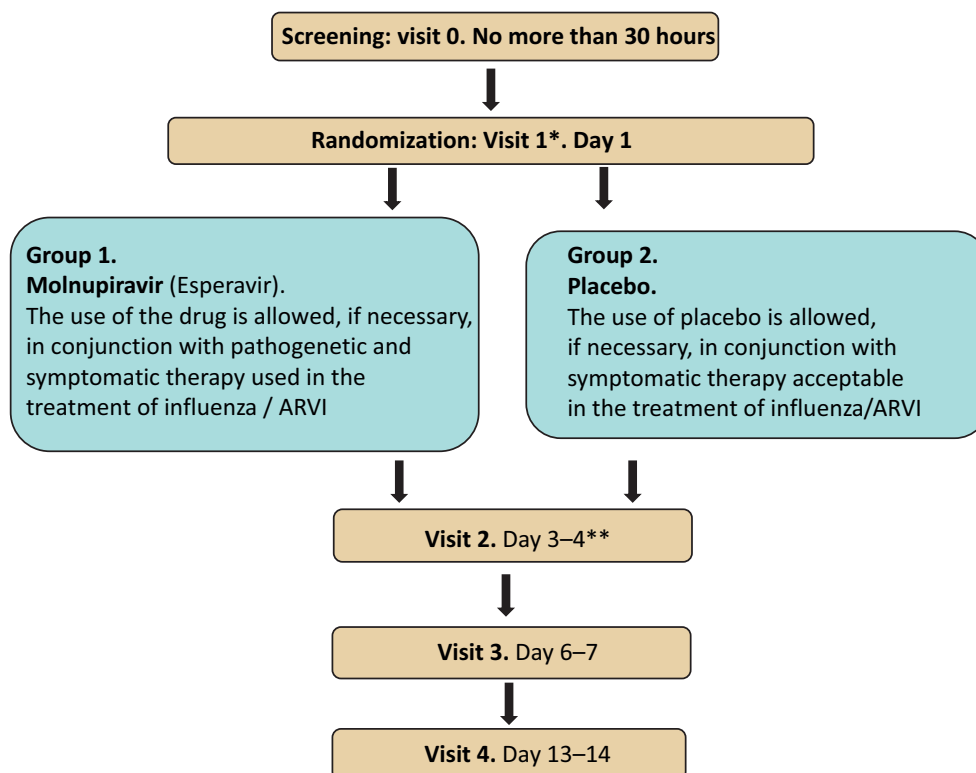 Screening: visit 0. No more than 30 hours
Randomization: Visit 1*. Day 1
Group 1.
Molnupiravir (Esperavir).
The use of the drug is allowed, if necessary,
in conjunction with pathogenetic and
symptomatic therapy used in the
treatment of influenza / ARVI
Group 2.
Placebo.
The use of placebo is allowed,
if necessary, in conjunction with
symptomatic therapy acceptable
in the treatment of influenza/ARVI
Visit 2. Day 3–4**
Visit 3. Day 6–7
Visit 4. Day 13–14